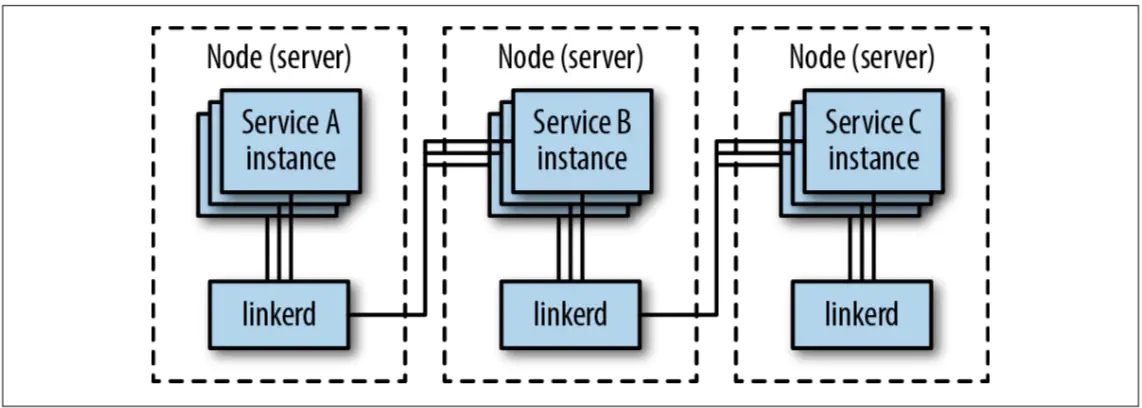 Node (server)
Service A
instance
linkerd
Node (server)
Service B
instance
linkerd
Node (server)
Service C
instance
linkerd